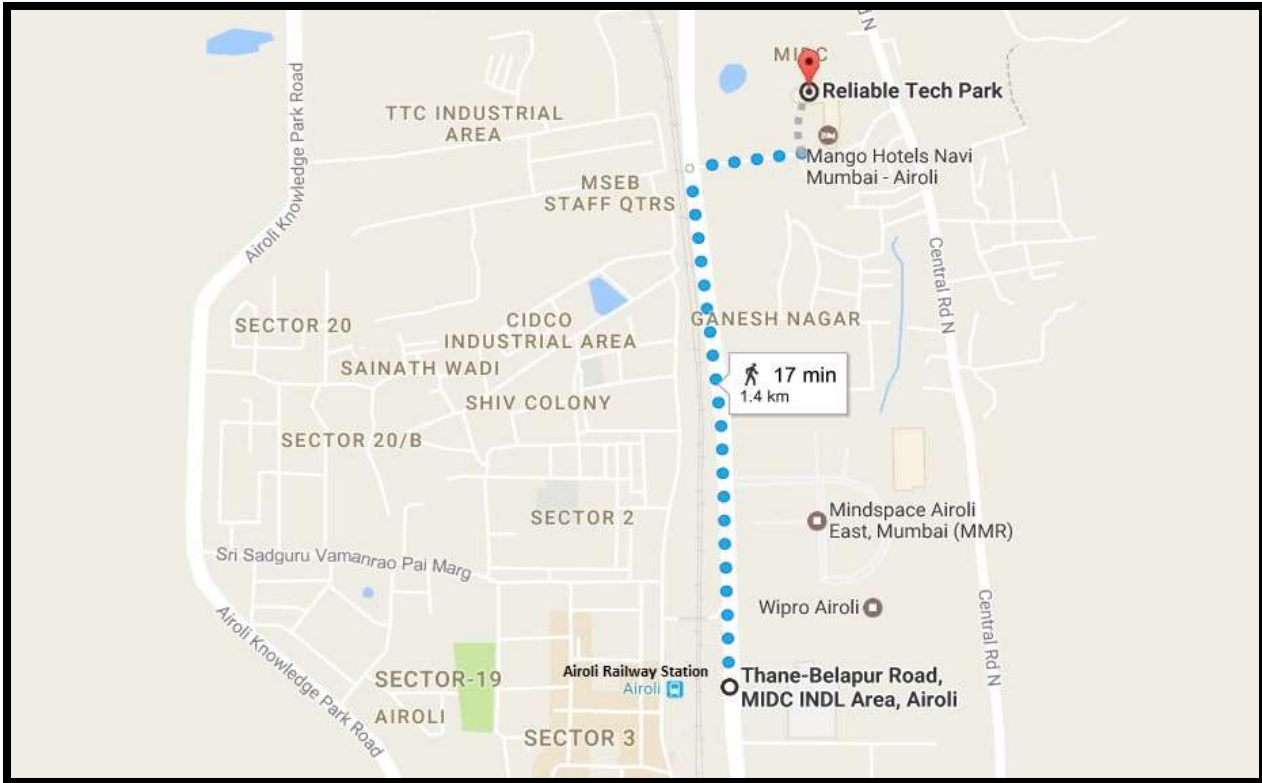 MIDC
Reliable Tech Park
TTC INDUSTRIAL
AREA
Airoli Knowledge Park Road
Mango Hotels Navi
Mumbai - Airoli
MSEB
STAFF QTRS
Central Rd N
SECTOR 20
CIDCO
INDUSTRIAL AREA
GANESH NAGAR
SAINATH WADI
17 min
1.4 km
SHIV COLONY
SECTOR 20/B
Mindspace Airoli
East, Mumbai (MMR)
SECTOR 2
Sri Sadguru Vamanrao Pai Marg
Wipro Airoli
Central Rd N
Airoli Knowledge Park Road
Airoli Railway Station
Airoli
Thane-Belapur Road,
MIDC INDL Area, Airoli
SECTOR-19
AIROLI
SECTOR 3